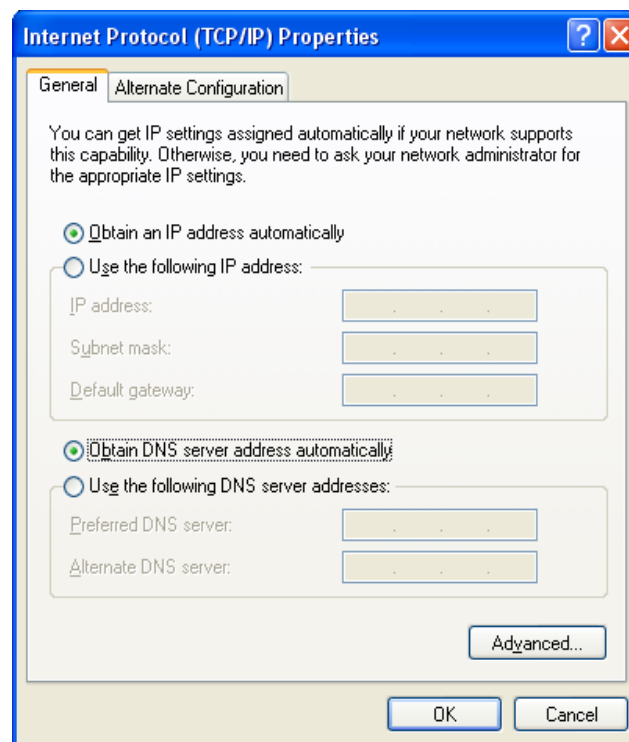 Internet Protocol (TCP/IP) Properties
General
Alternate Configuration
You can get IP settings assigned automatically if your network supports
this capability. Otherwise, you need to ask your network administrator for
the appropriate IP settings.
Obtain an IP address automatically
Use the following IP address:
IP address:
Subnet mask:
Default gateway:
Obtain DNS server address automatically
Use the following DNS server addresses:
Preferred DNS server:
Alternate DNS server:
Advanced...
OK
Cancel